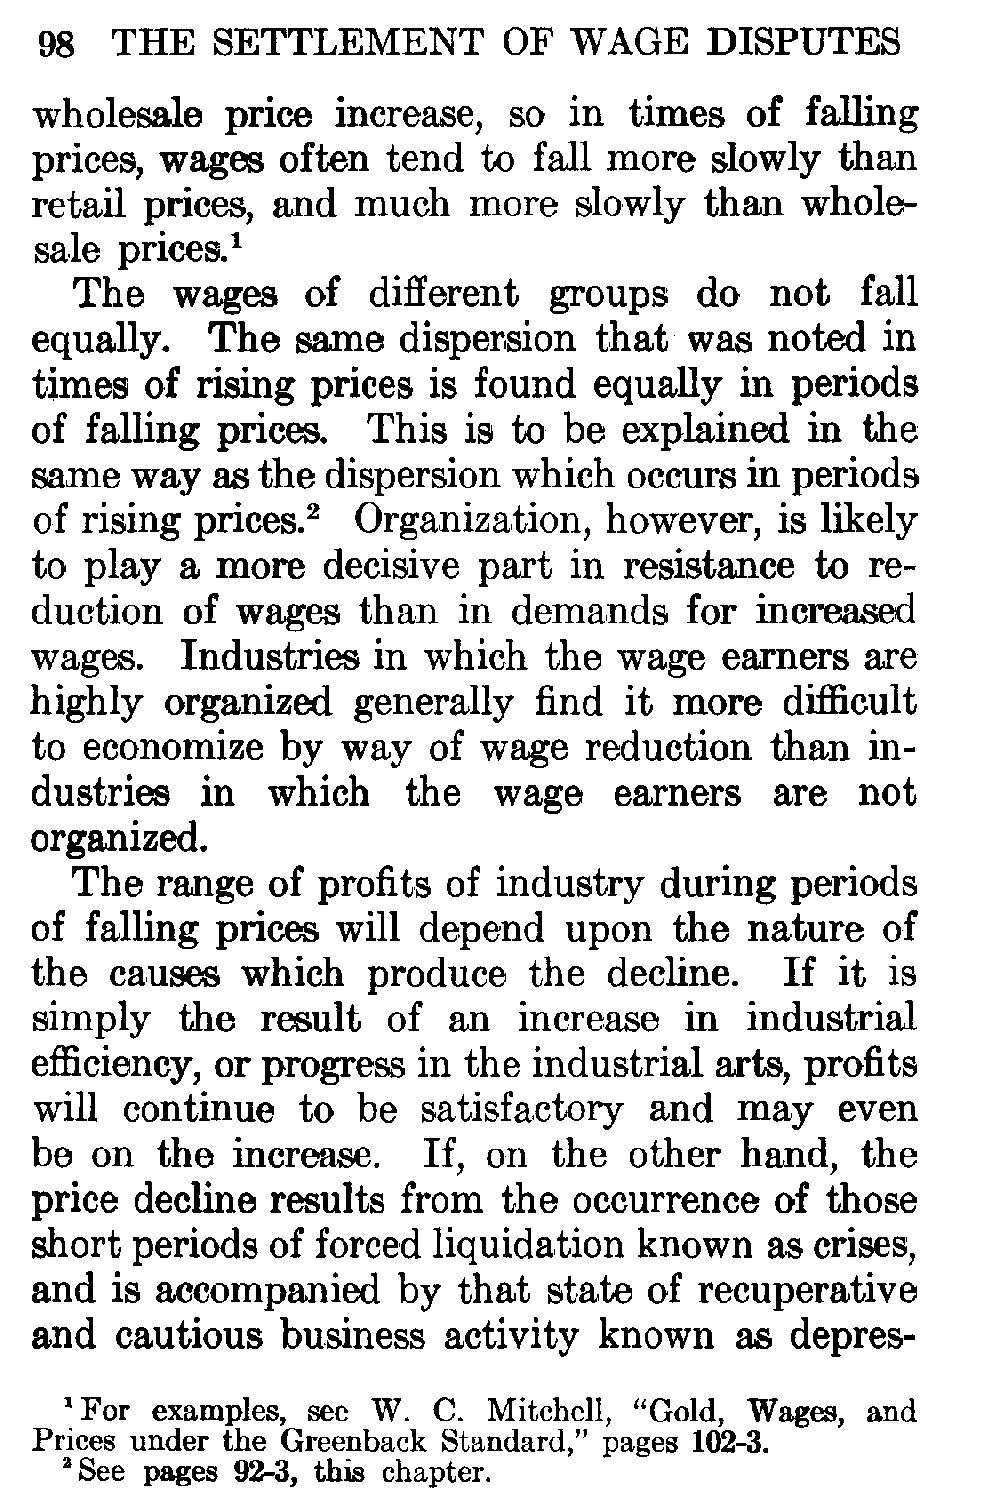 98 THE SETTLEMENT OF WAGE DISPUTES
wholesale price increase, so in times of falling
prices, wages often tend to fall more slowly than
retail prices, and much more slowly than whole-
sale prices.¹
The wages of different groups do not fall
equally. The same dispersion that was noted in
times of rising prices is found equally in periods
of falling prices. This is to be explained in the
same way as the dispersion which occurs in periods
of rising prices.² Organization, however, is likely
to play a more decisive part in resistance to re-
duction of wages than in demands for increased
wages. Industries in which the wage earners are
highly organized generally find it more difficult
to economize by way of wage reduction than in-
dustries in which the wage earners are not
organized.
The range of profits of industry during periods
of falling prices will depend upon the nature of
the causes which produce the decline. If it is
simply the result of an increase in industrial
efficiency, or progress in the industrial arts, profits
will continue to be satisfactory and may even
be on the increase. If, on the other hand, the
price decline results from the occurrence of those
short periods of forced liquidation known as crises,
and is accompanied by that state of recuperative
and cautious business activity known as depres-
¹ For examples, see W. C. Mitchell, "Gold, Wages, and
Prices under the Greenback Standard," pages 102-3.
² See pages 92-3, this chapter.